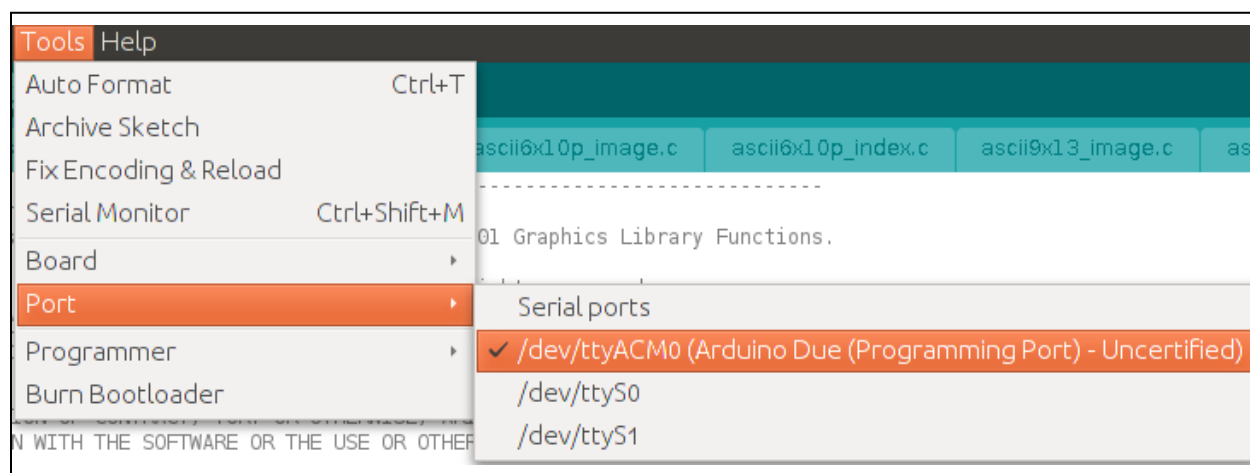 Tools Help
Auto Format Ctrl+T
Archive Sketch
ascii6x10p_image.c ascii6x10p_index.c ascii9x13_image.c as
Fix Encoding & Reload
Serial Monitor Ctrl+Shift+M
01 Graphics Library Functions.
Board
Port
Serial ports
Programmer
✓ /dev/ttyACM0 (Arduino Due (Programming Port) - Uncertified)
Burn Bootloader
/dev/ttyS0
/dev/ttyS1
N WITH THE SOFTWARE OR THE USE OR OTHER